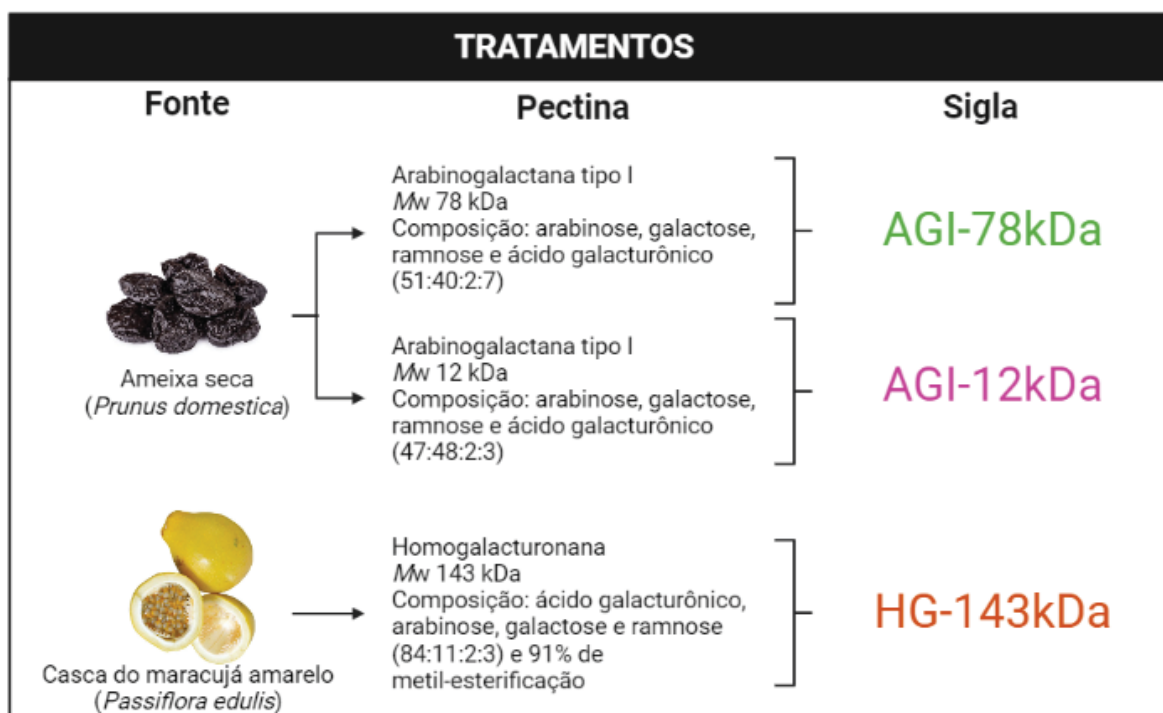 TRATAMENTOS
Fonte
Pectina
Sigla
Ameixa seca
(Prunus domestica)
Arabinogalactana tipo I
Mw 78 kDa
Composição: arabinose, galactose,
ramnose e ácido galacturônico
(51:40:2:7)
AGI-78kDa
Arabinogalactana tipo I
Mw 12 kDa
Composição: arabinose, galactose,
ramnose e ácido galacturônico
(47:48:2:3)
AGI-12kDa
Casca do maracujá amarelo
(Passiflora edulis)
Homogalacturonana
Mw 143 kDa
Composição: ácido galacturônico,
arabinose, galactose e ramnose
(84:11:2:3) e 91% de
metil-esterificação
HG-143kDa